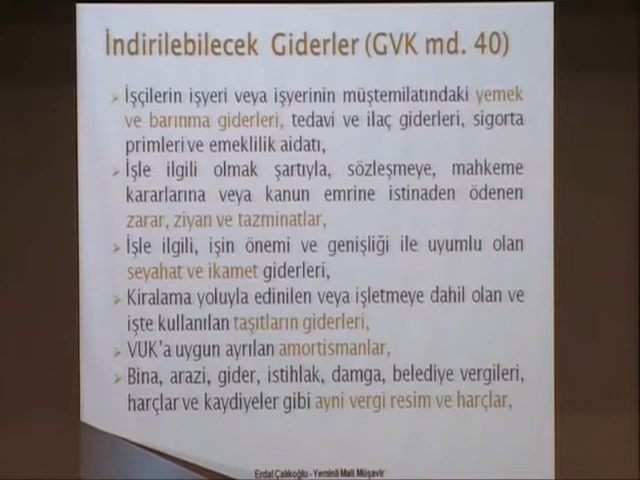 İndirilebilecek Giderler (GVK md. 40)
İşçilerin işyeri veya işyerinin müştemilatındaki yemek
ve barınma giderleri, tedavi ve ilaç giderleri, sigorta
primleri ve emeklilik aidatı,
İşle ilgili olmak şartıyla, sözleşmeye, mahkeme
kararlarına veya kanun emrine istinaden ödenen
zarar, ziyan ve tazminatlar,
İşle ilgili, işin önemi ve genişliği ile uyumlu olan
seyahat ve ikamet giderleri,
Kiralama yoluyla edinilen veya işletmeye dahil olan ve
işte kullanılan taşıtların giderleri,
VUK'a uygun ayrılan amortismanlar,
Bina, arazi, gider, istihlak, damga, belediye vergileri,
harçlar ve kaydiyeler gibi ayni vergi resim ve harçlar,
Erdal Çalıkoğlu - Yeminli Mali Müşavir